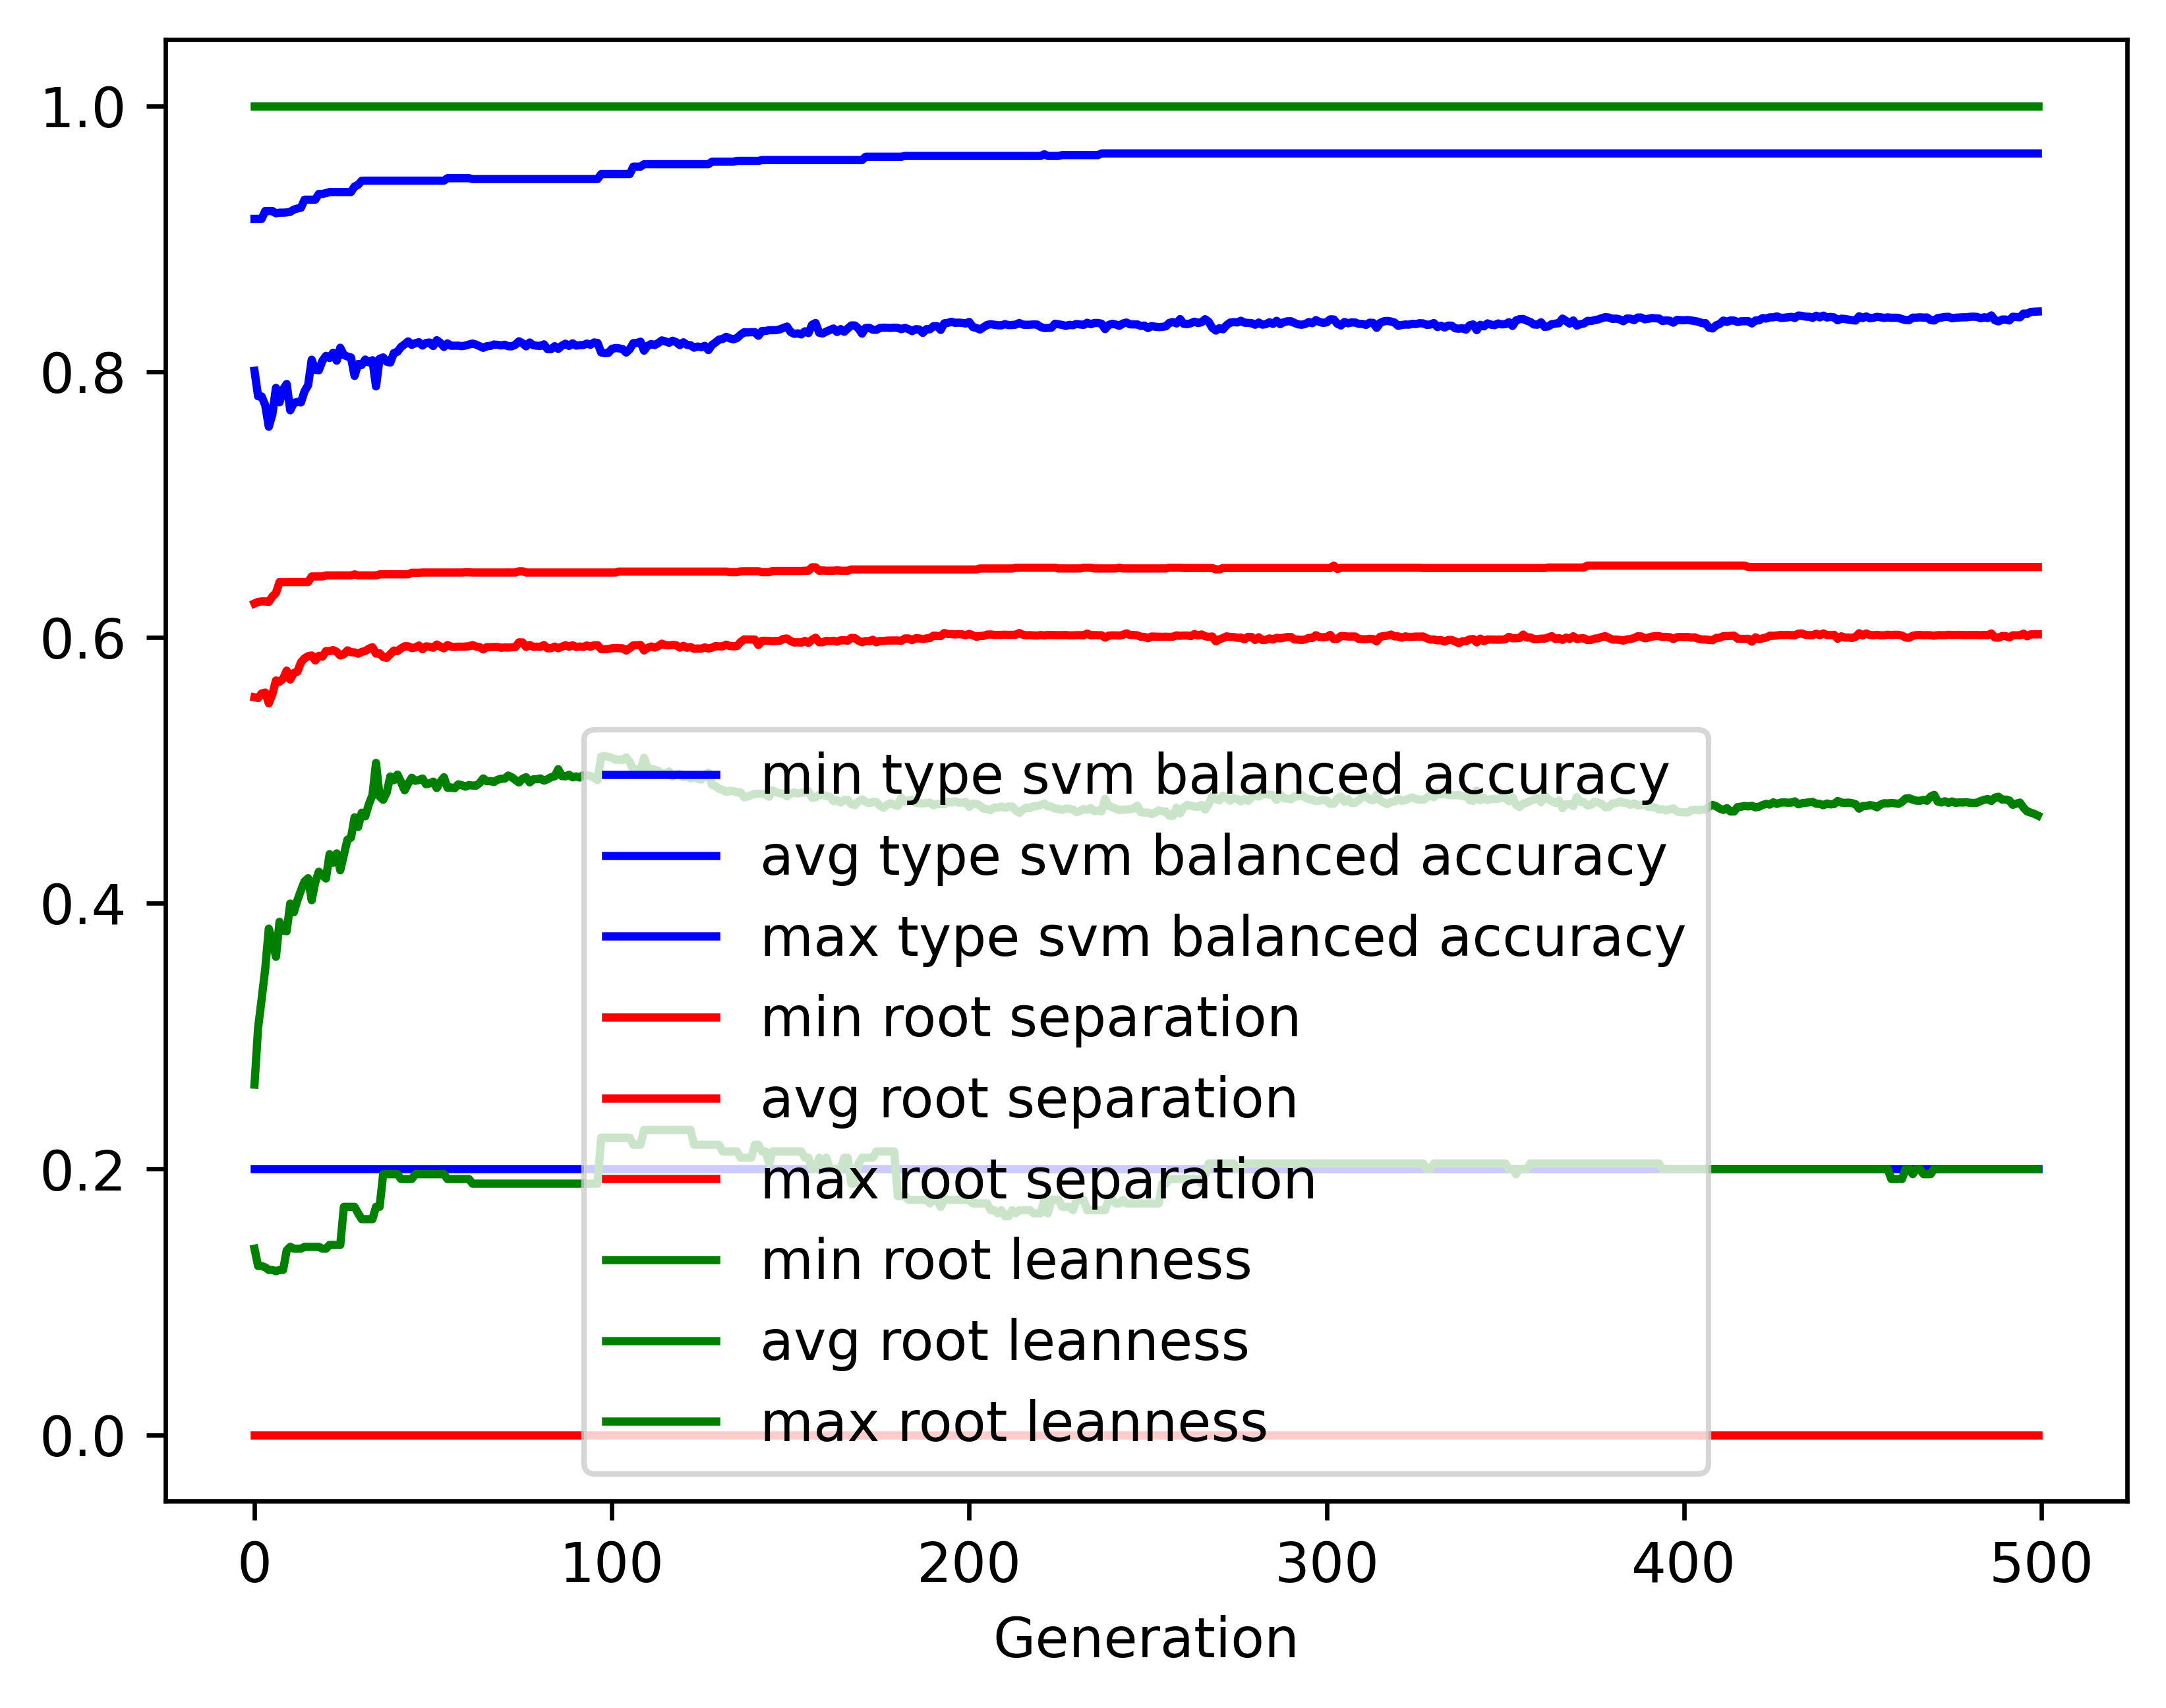 1.0
0.8
0.6
0.4
0.2
0.0
min type svm balanced accuracy
avg type svm balanced accuracy
max type svm balanced accuracy
min root separation
avg root separation
max root separation
min root leanness
avg root leanness
max root leanness
0 100 200 300 400 500
Generation